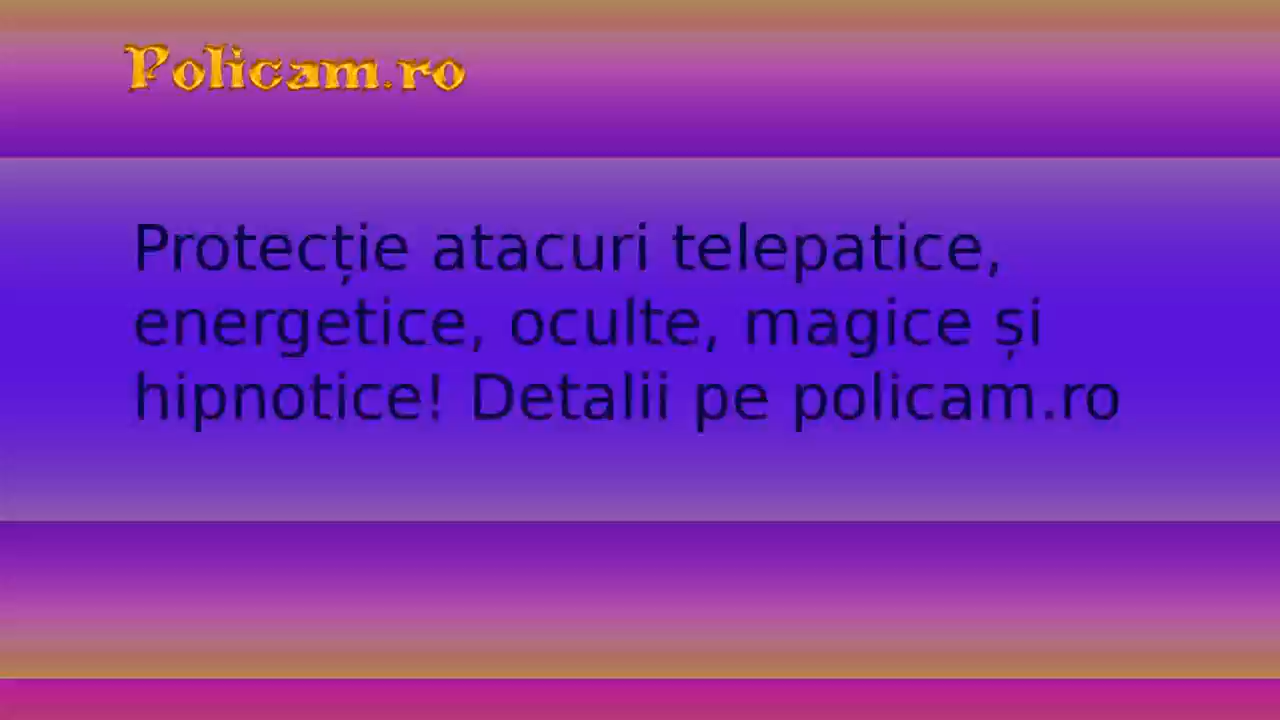 Policam.ro
Protecție atacuri telepatice,
energetice, oculte, magice și
hipnotice! Detalii pe policam.ro